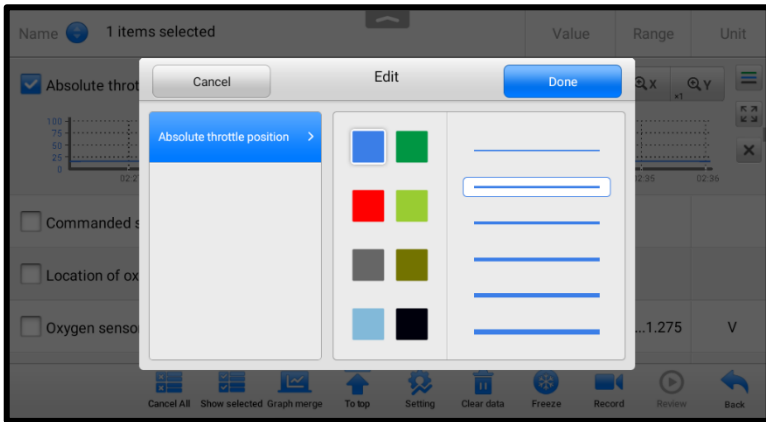 Name 1 items selected Value Range Unit
Cancel Edit Done
Absolute throt X x1 Y
Absolute throttle position
100
75
50
25
0
02:35 02:36
Commanded s
Location of ox
Oxygen senso ...1.275 V
Cancel All Show selected Graph merge To top Setting Clear data Freeze Record Review Back